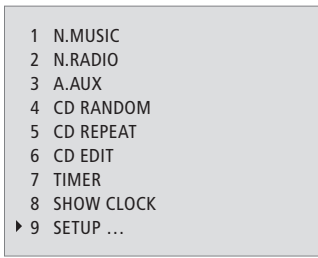 1 N.MUSIC
2 N.RADIO
3 A.AUX
4 CD RANDOM
5 CD REPEAT
6 CD EDIT
7 TIMER
8 SHOW CLOCK
9 SETUP …